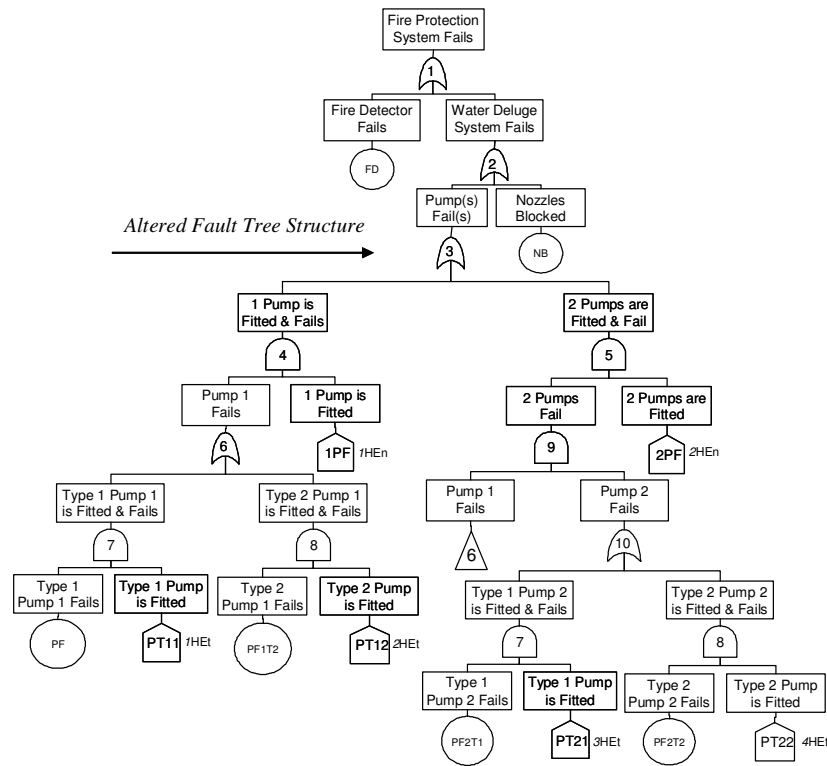 Fire Protection
System Fails
1
Fire Detector
Fails
Water Deluge
System Fails
FD
2
Pump(s)
Fail(s)
Nozzles
Blocked
Altered Fault Tree Structure
3
NB
1 Pump is
Fitted & Fails
2 Pumps are
Fitted & Fail
4
5
Pump 1
Fails
1 Pump is
Fitted
2 Pumps
Fail
2 Pumps are
Fitted
6
1PF
1HEn
9
2PF
2HEn
Type 1 Pump 1
is Fitted & Fails
Type 2 Pump 1
is Fitted & Fails
Pump 1
Fails
Pump 2
Fails
7
8
6
10
Type 1
Pump 1 Fails
Type 1 Pump
is Fitted
Type 2
Pump 1 Fails
Type 2 Pump
is Fitted
Type 1 Pump 2
is Fitted & Fails
Type 2 Pump 2
is Fitted & Fails
PF
PT11
1HEt
PF1T2
PT12
2HEt
7
8
Type 1
Pump 2 Fails
Type 1 Pump
is Fitted
Type 2
Pump 2 Fails
Type 2 Pump
is Fitted
PF2T1
PT21
3HEt
PF2T2
PT22
4HEt